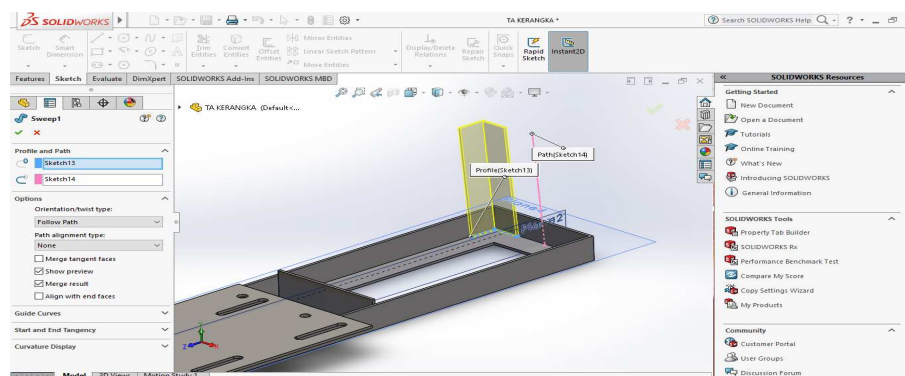 SOLIDWORKS
TA KERANGKA *
Search SOLIDWORKS Help
Sketch
Smart Dimension
Trim Entities
Convert Entities
Offset Entities
Mirror Entities
Linear Sketch Pattern
Move Entities
Display/Delete Relations
Repair Sketch
Quick Snaps
Rapid Sketch
Instant2D
Features Sketch Evaluate DimXpert SOLIDWORKS Add-Ins SOLIDWORKS MBD
TA KERANGKA (Default<...
Sweep1
Profile and Path
Sketch13
Sketch14
Options
Orientation/twist type:
Follow Path
Path alignment type:
None
Merge tangent faces
Show preview
Merge result
Align with end faces
Guide Curves
Start and End Tangency
Curvature Display
Path(Sketch14)
Profile(Sketch13)
Model 3D Views Motion Study 1
SOLIDWORKS Resources
Getting Started
New Document
Open a Document
Tutorials
Online Training
What's New
Introducing SOLIDWORKS
General Information
SOLIDWORKS Tools
Property Tab Builder
SOLIDWORKS Rx
Performance Benchmark Test
Compare My Score
Copy Settings Wizard
My Products
Community
Customer Portal
User Groups
Discussion Forum